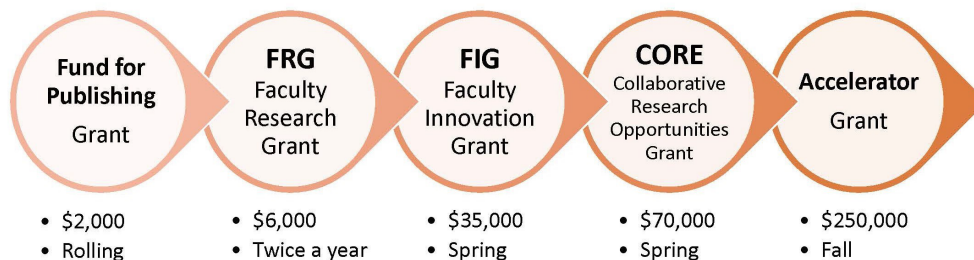 Fund for
Publishing
Grant
FRG
Faculty
Research
Grant
FIG
Faculty
Innovation
Grant
CORE
Collaborative
Research
Opportunities
Grant
Accelerator
Grant
• $2,000
• Rolling
• $6,000
• Twice a year
• $35,000
• Spring
• $70,000
• Spring
• $250,000
• Fall